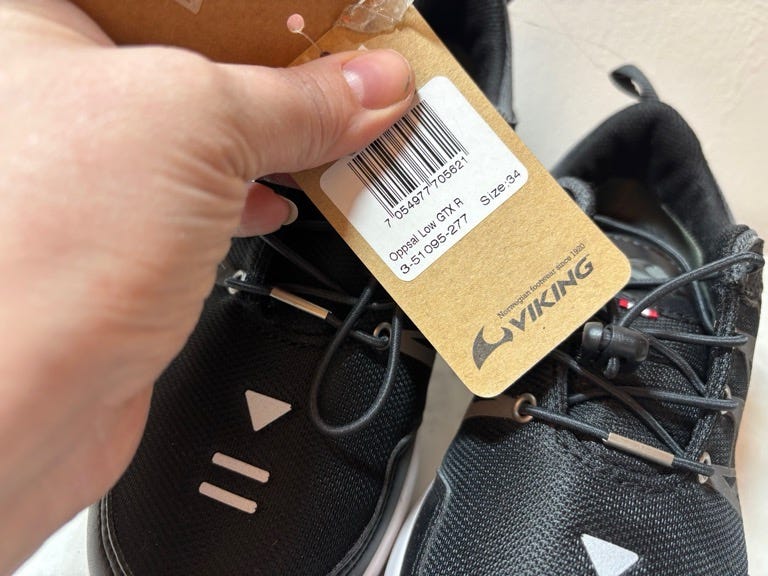 7 054977 705621
Oppsal Low GTX R
3-51095-277 Size:34
Norwegian footwear since 1920
VIKING